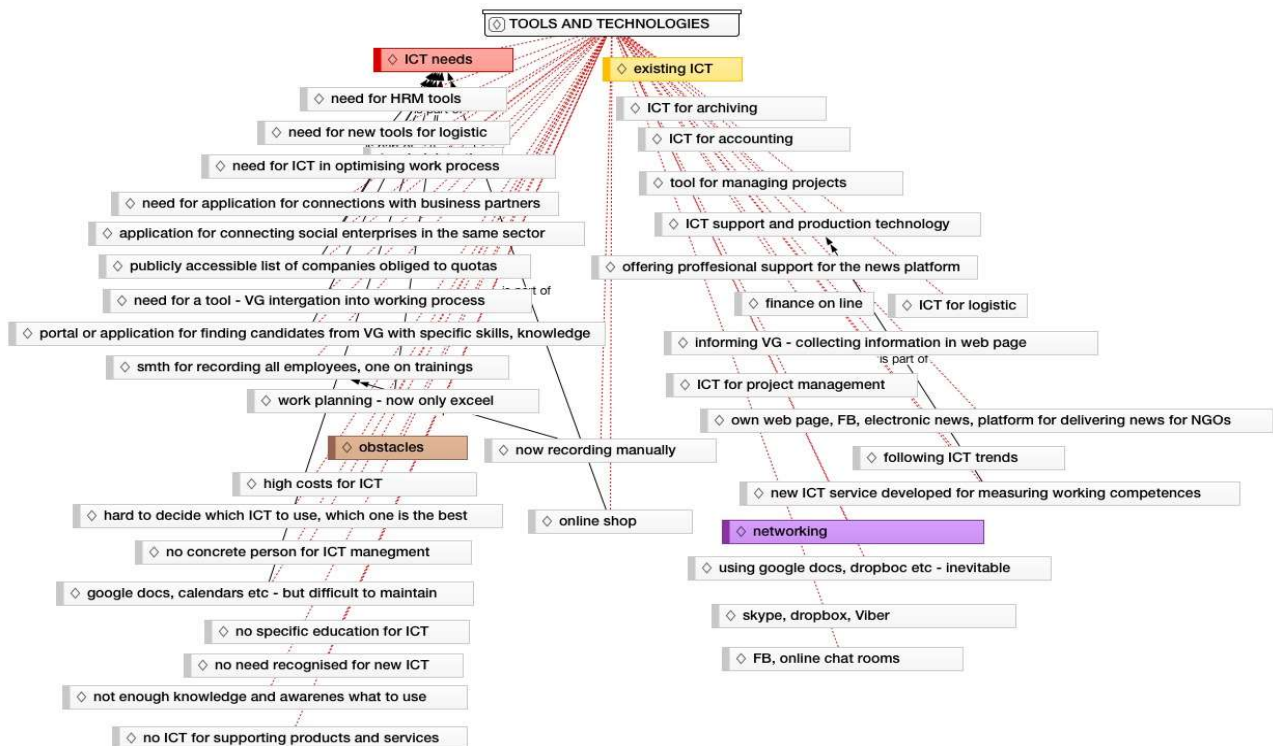 TOOLS AND TECHNOLOGIES
ICT needs
need for HRM tools
is part of
need for new tools for logistic
need for ICT in optimising work process
need for application for connections with business partners
application for connecting social enterprises in the same sector
publicly accessible list of companies obliged to quotas
is part of
need for a tool - VG intergation into working process
portal or application for finding candidates from VG with specific skills, knowledge
smth for recording all employees, one on trainings
work planning - now only exceel
obstacles
now recording manually
high costs for ICT
hard to decide which ICT to use, which one is the best
online shop
no concrete person for ICT manegment
google docs, calendars etc - but difficult to maintain
no specific education for ICT
no need recognised for new ICT
not enough knowledge and awarenes what to use
no ICT for supporting products and services
existing ICT
ICT for archiving
ICT for accounting
tool for managing projects
ICT support and production technology
offering proffesional support for the news platform
finance on line
ICT for logistic
informing VG - collecting information in web page
is part of
ICT for project management
own web page, FB, electronic news, platform for delivering news for NGOs
following ICT trends
new ICT service developed for measuring working competences
networking
using google docs, dropboc etc - inevitable
skype, dropbox, Viber
FB, online chat rooms